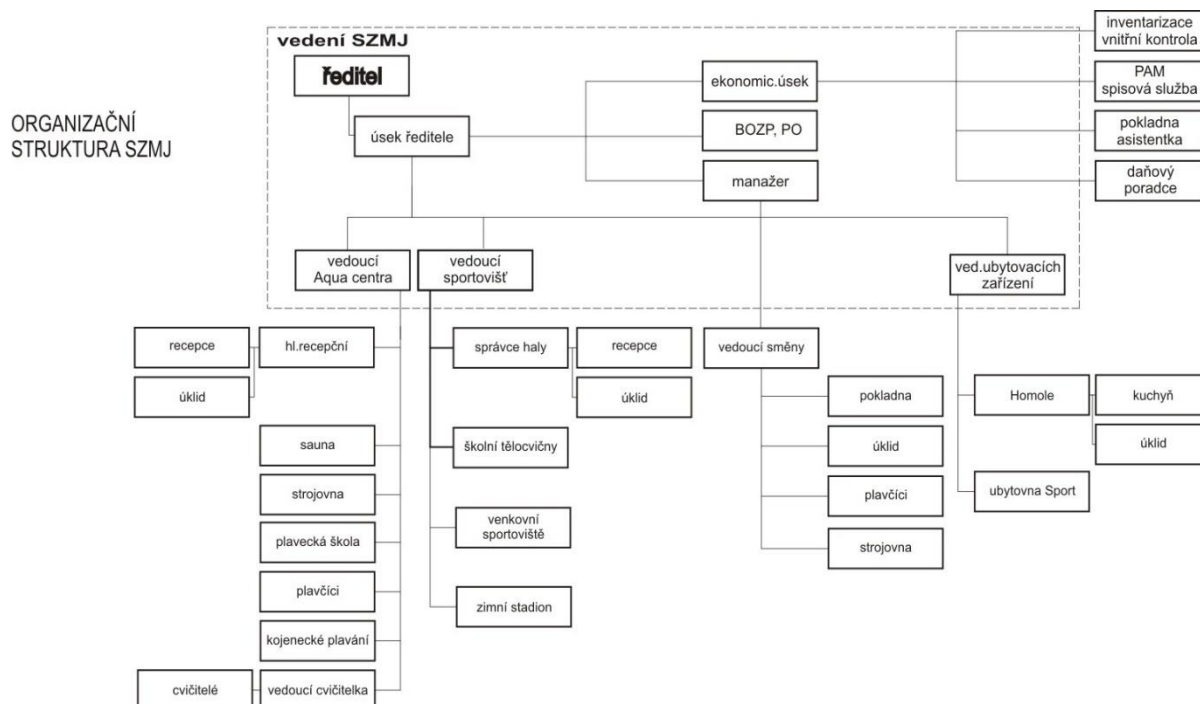 vedení SZMJ
ředitel
ORGANIZAČNÍ
STRUKTURA SZMJ
úsek ředitele
ekonomic.úsek
BOZP, PO
manažer
inventarizace
vnitřní kontrola
PAM
spisová služba
pokladna
asistentka
daňový
poradce
vedoucí
Aqua centra
vedoucí
sportovišť
ved.ubytovacích
zařízení
recepce
hl.recepční
úklid
sauna
strojovna
plavecká škola
plavčíci
kojenecké plavání
cvičitelé
vedoucí cvičitelka
správce haly
recepce
úklid
školní tělocvičny
venkovní
sportoviště
zimní stadion
vedoucí směny
pokladna
úklid
plavčíci
strojovna
Homole
kuchyň
úklid
ubytovna Sport